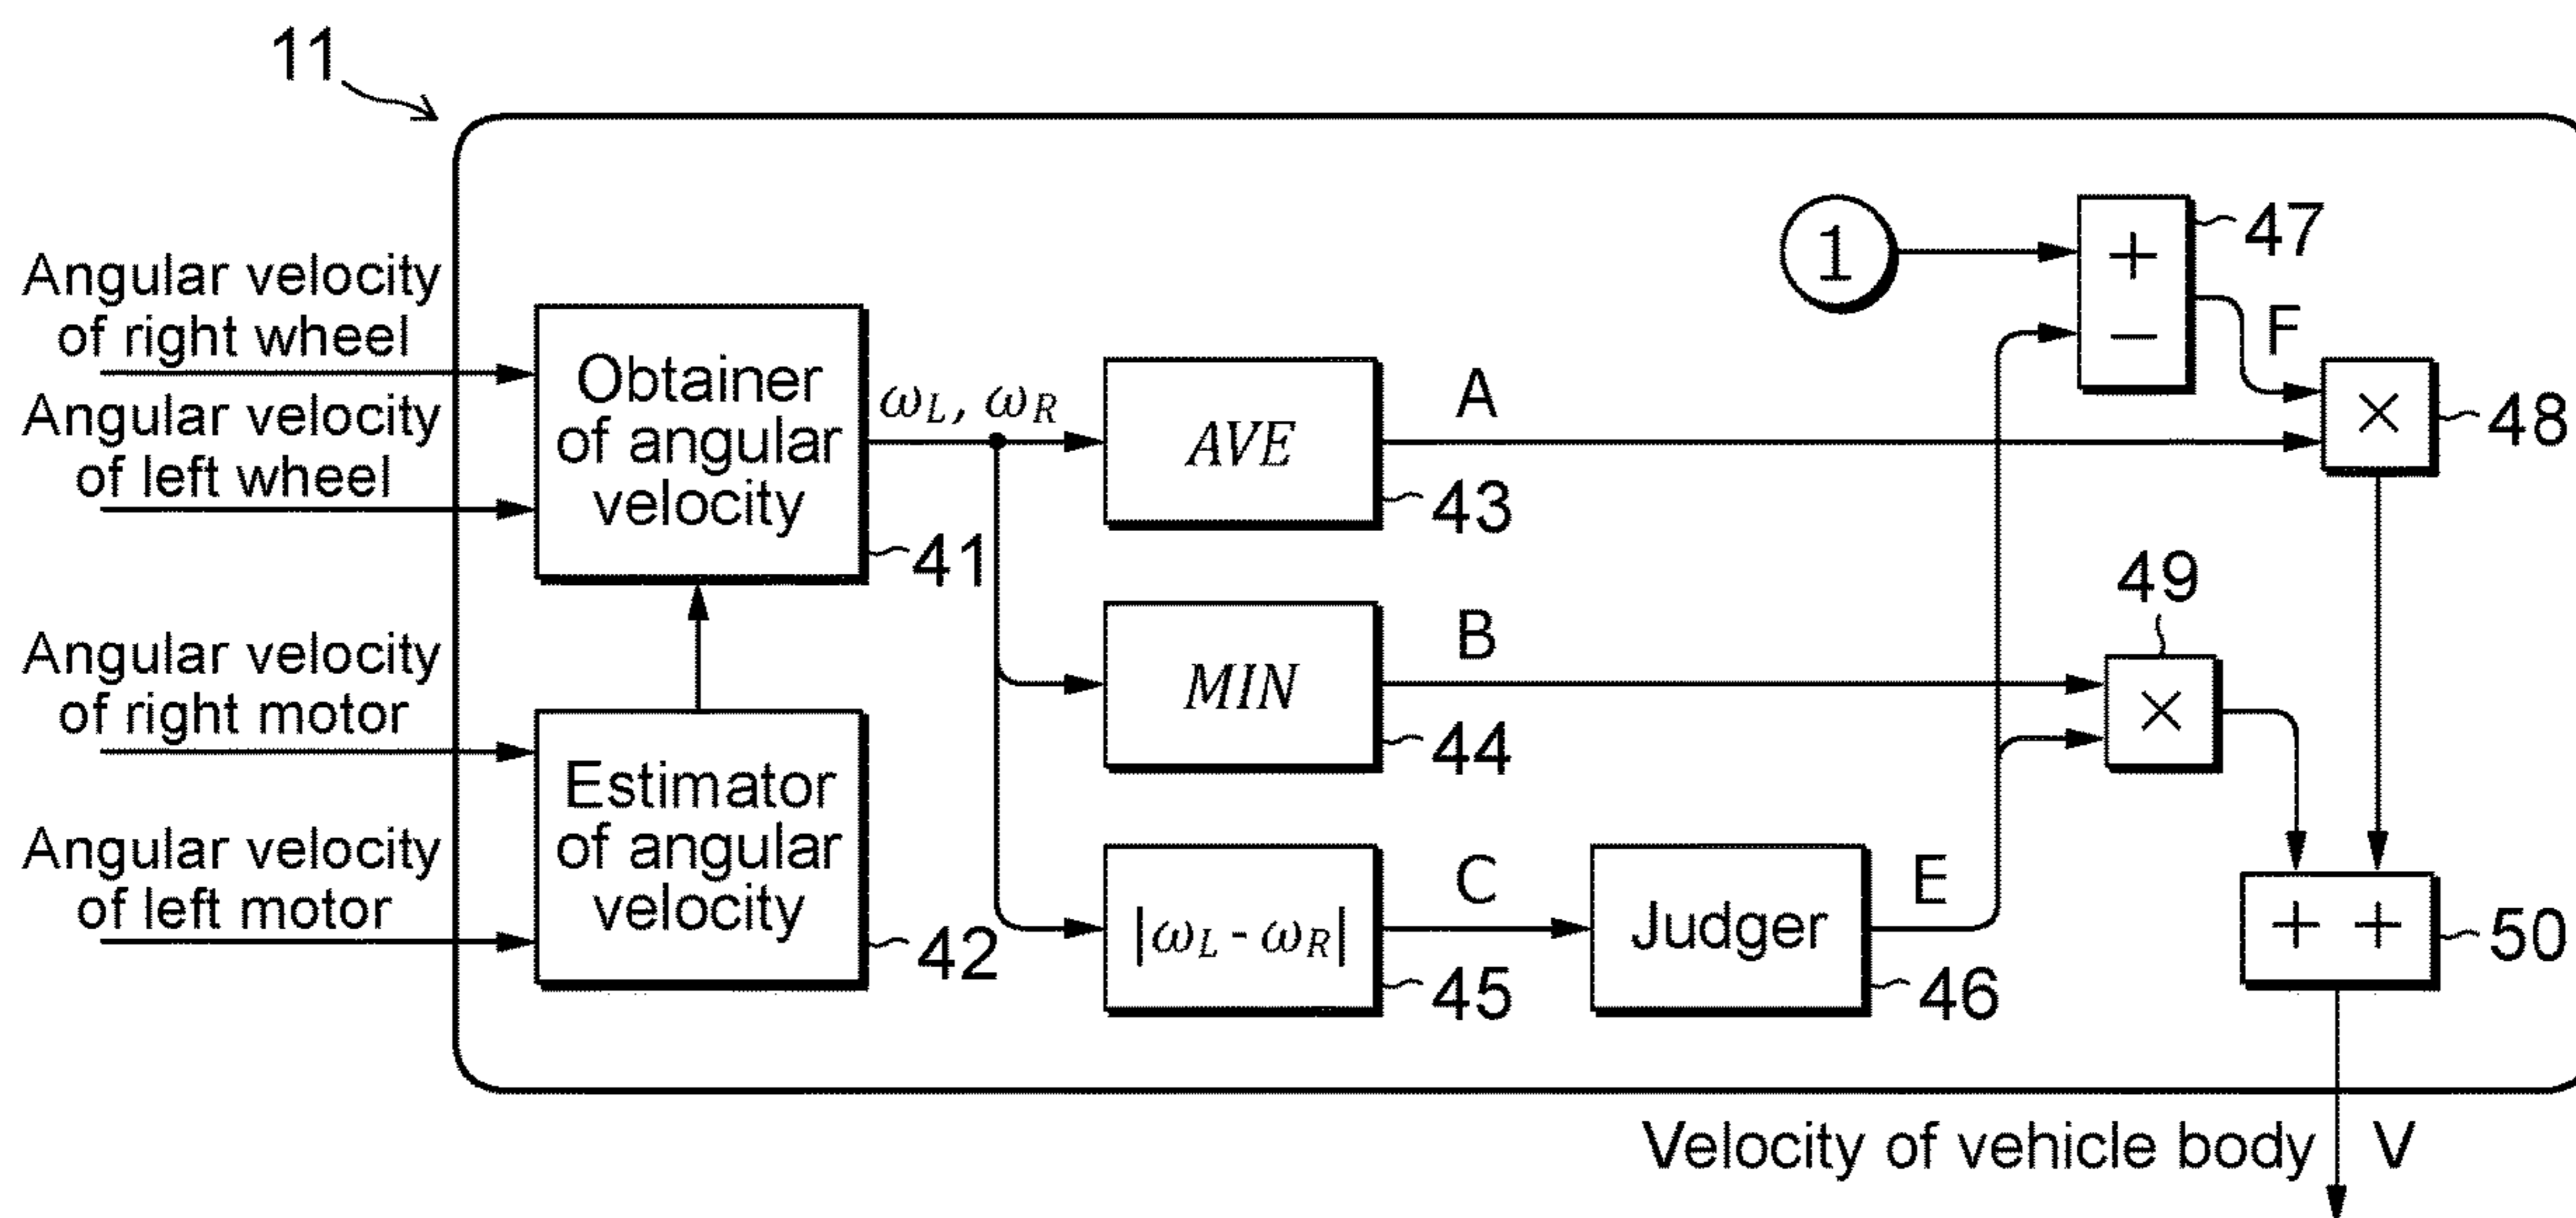 11
1
+
−
47
F
Angular velocity
of right wheel
Angular velocity
of left wheel
Obtainer
of angular
velocity
41
ωL, ωR
AVE
43
A
×
48
Angular velocity
of right motor
Angular velocity
of left motor
Estimator
of angular
velocity
42
MIN
44
B
49
×
|ωL - ωR|
45
C
Judger
46
E
+ +
50
Velocity of vehicle body V